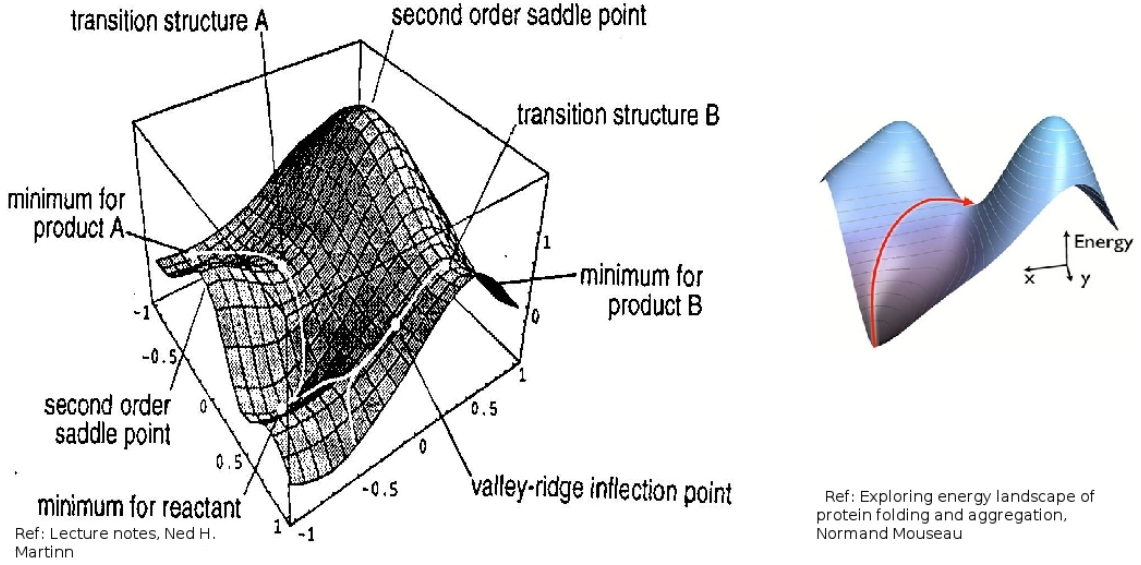 transition structure A
second order saddle point
transition structure B
minimum for
product A
minimum for
product B
second order
saddle point
minimum for reactant
valley-ridge inflection point
-1
-0.5
0
0.5
1
-1
-0.5
0
0.5
1
0
1
Energy
x
y
Ref: Lecture notes, Ned H.
Martinn
Ref: Exploring energy landscape of
protein folding and aggregation,
Normand Mouseau